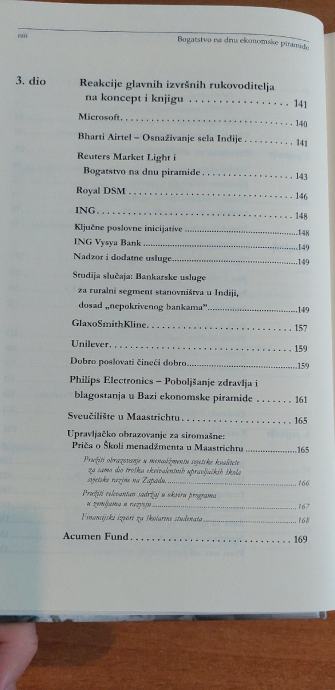 viii Bogatstvo na dnu ekonomske piramide
3. dio Reakcije glavnih izvršnih rukovoditelja
na koncept i knjigu . . . . . . . . . . . . . . . . . 141
Microsoft. . . . . . . . . . . . . . . . . . . . . . . . . . . . . . 140
Bharti Airtel – Osnaživanje sela Indije . . . . . . . . . 141
Reuters Market Light i
Bogatstvo na dnu piramide . . . . . . . . . . . . . . . 143
Royal DSM . . . . . . . . . . . . . . . . . . . . . . . . . . . . 146
ING . . . . . . . . . . . . . . . . . . . . . . . . . . . . . . . . . 148
Ključne poslovne inicijative ................................148
ING Vysya Bank ................................................149
Nadzor i dodatne usluge.....................................149
Studija slučaja: Bankarske usluge
za ruralni segment stanovništva u Indiji,
dosad „nepokrivenog bankama”..........................149
GlaxoSmithKline. . . . . . . . . . . . . . . . . . . . . . . . . 157
Unilever. . . . . . . . . . . . . . . . . . . . . . . . . . . . . . 159
Dobro poslovati čineći dobro...............................159
Philips Electronics – Poboljšanje zdravlja i
blagostanja u Bazi ekonomske piramide . . . . . . . 161
Sveučilište u Maastrichtu . . . . . . . . . . . . . . . . . . 165
Upravljačko obrazovanje za siromašne:
Priča o Školi menadžmenta u Maastrichtu ............165
Pružiti obrazovanje u menadžmentu svjetske kvalitete
za samo dio troška ekvivalentnih upravljačkih škola
svjetske razine na Zapadu.....................................166
Pružiti relevantan sadržaj u okviru programa
u zemljama u razvoju ..........................................167
Financijski izvori za školarine studenata..................168
Acumen Fund. . . . . . . . . . . . . . . . . . . . . . . . . . . 169